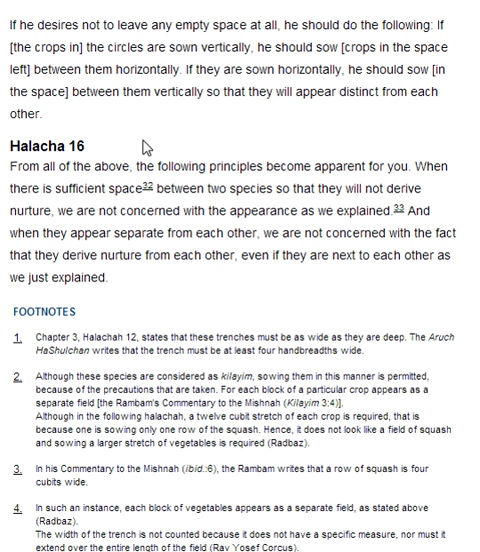 If he desires not to leave any empty space at all, he should do the following: If
[the crops in] the circles are sown vertically, he should sow [crops in the space
left] between them horizontally. If they are sown horizontally, he should sow [in
the space] between them vertically so that they will appear distinct from each
other.
Halacha 16
From all of the above, the following principles become apparent for you. When
there is sufficient space32 between two species so that they will not derive
nurture, we are not concerned with the appearance as we explained.33 And
when they appear separate from each other, we are not concerned with the fact
that they derive nurture from each other, even if they are next to each other as
we just explained.
FOOTNOTES
1. Chapter 3, Halachah 12, states that these trenches must be as wide as they are deep. The Aruch
HaShulchan writes that the trench must be at least four handbreadths wide.
2. Although these species are considered as kilayim, sowing them in this manner is permitted,
because of the precautions that are taken. For each block of a particular crop appears as a
separate field [the Rambam's Commentary to the Mishnah (Kilayim 3:4)].
Although in the following halachah, a twelve cubit stretch of each crop is required, that is
because one is sowing only one row of the squash. Hence, it does not look like a field of squash
and sowing a larger stretch of vegetables is required (Radbaz).
3. In his Commentary to the Mishnah (ibid.:6), the Rambam writes that a row of squash is four
cubits wide.
4. In such an instance, each block of vegetables appears as a separate field, as stated above
(Radbaz).
The width of the trench is not counted because it does not have a specific measure, nor must it
extend over the entire length of the field (Rav Yosef Corcus).